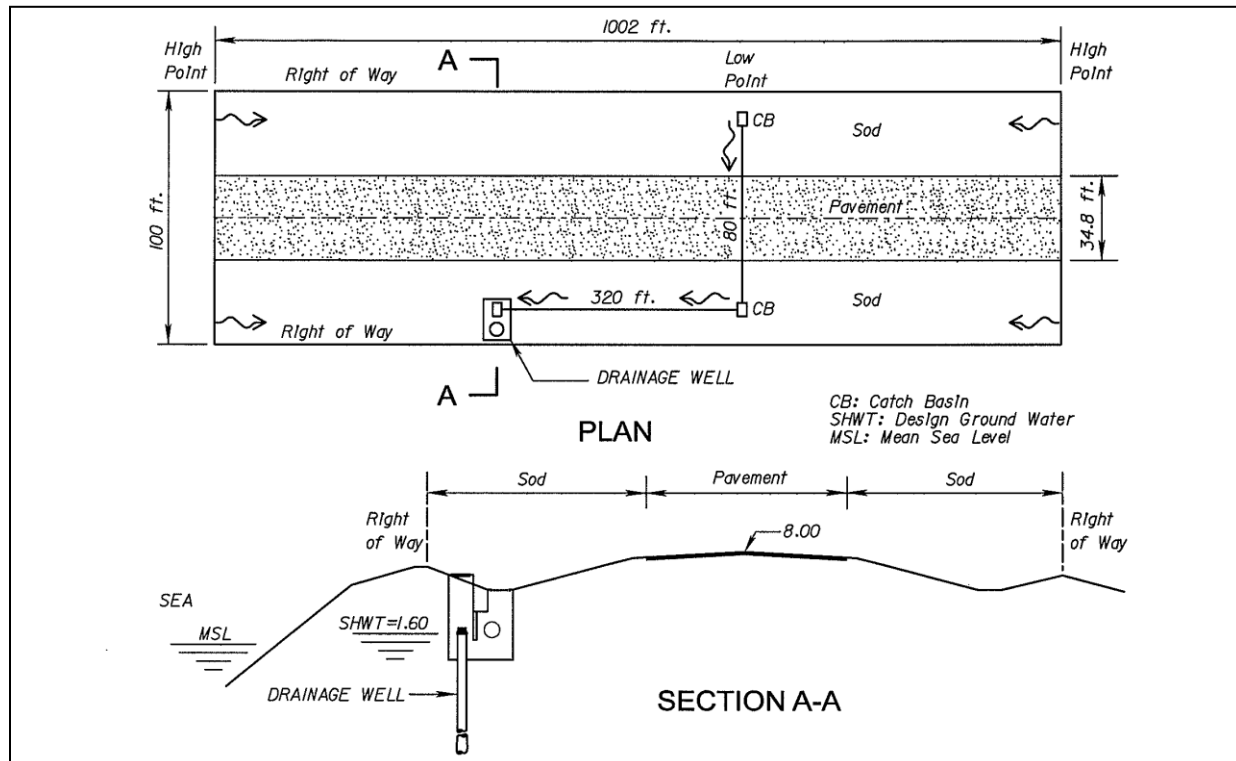 1002 ft.
High
Point
Right of Way
A
Low
Point
High
Point
CB
Sod
100 ft.
Pavement
80 ft.
34.8 ft.
320 ft.
CB
Sod
Right of Way
A
DRAINAGE WELL
PLAN
CB: Catch Basin
SHWT: Design Ground Water
MSL: Mean Sea Level
Sod
Pavement
Sod
Right
of Way
8.00
Right
of Way
SEA
MSL
SHWT=1.60
DRAINAGE WELL
SECTION A-A